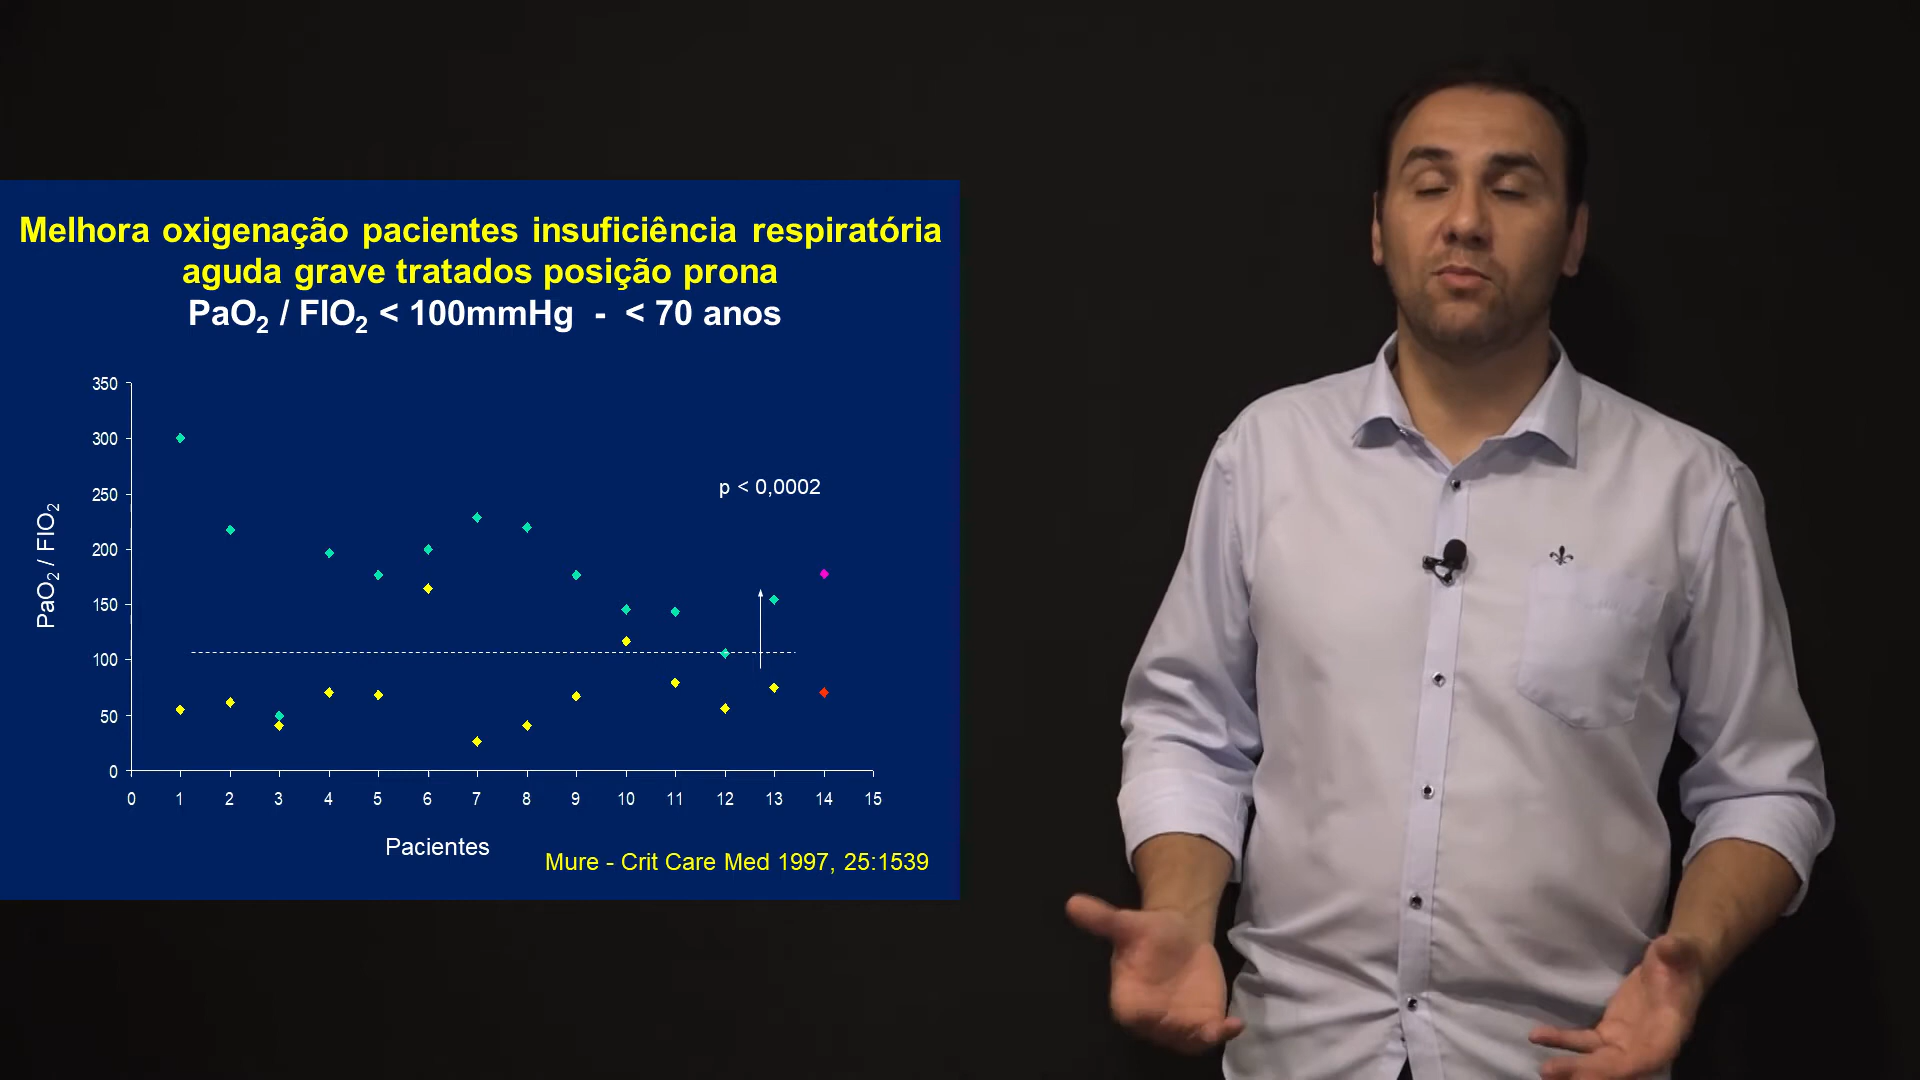 Melhora oxigenação pacientes insuficiência respiratória
aguda grave tratados posição prona
PaO₂ / FIO₂ < 100mmHg - < 70 anos
350
300
250
200
150
100
50
0
PaO₂ / FIO₂
p < 0,0002
0 1 2 3 4 5 6 7 8 9 10 11 12 13 14 15
Pacientes
Mure - Crit Care Med 1997, 25:1539